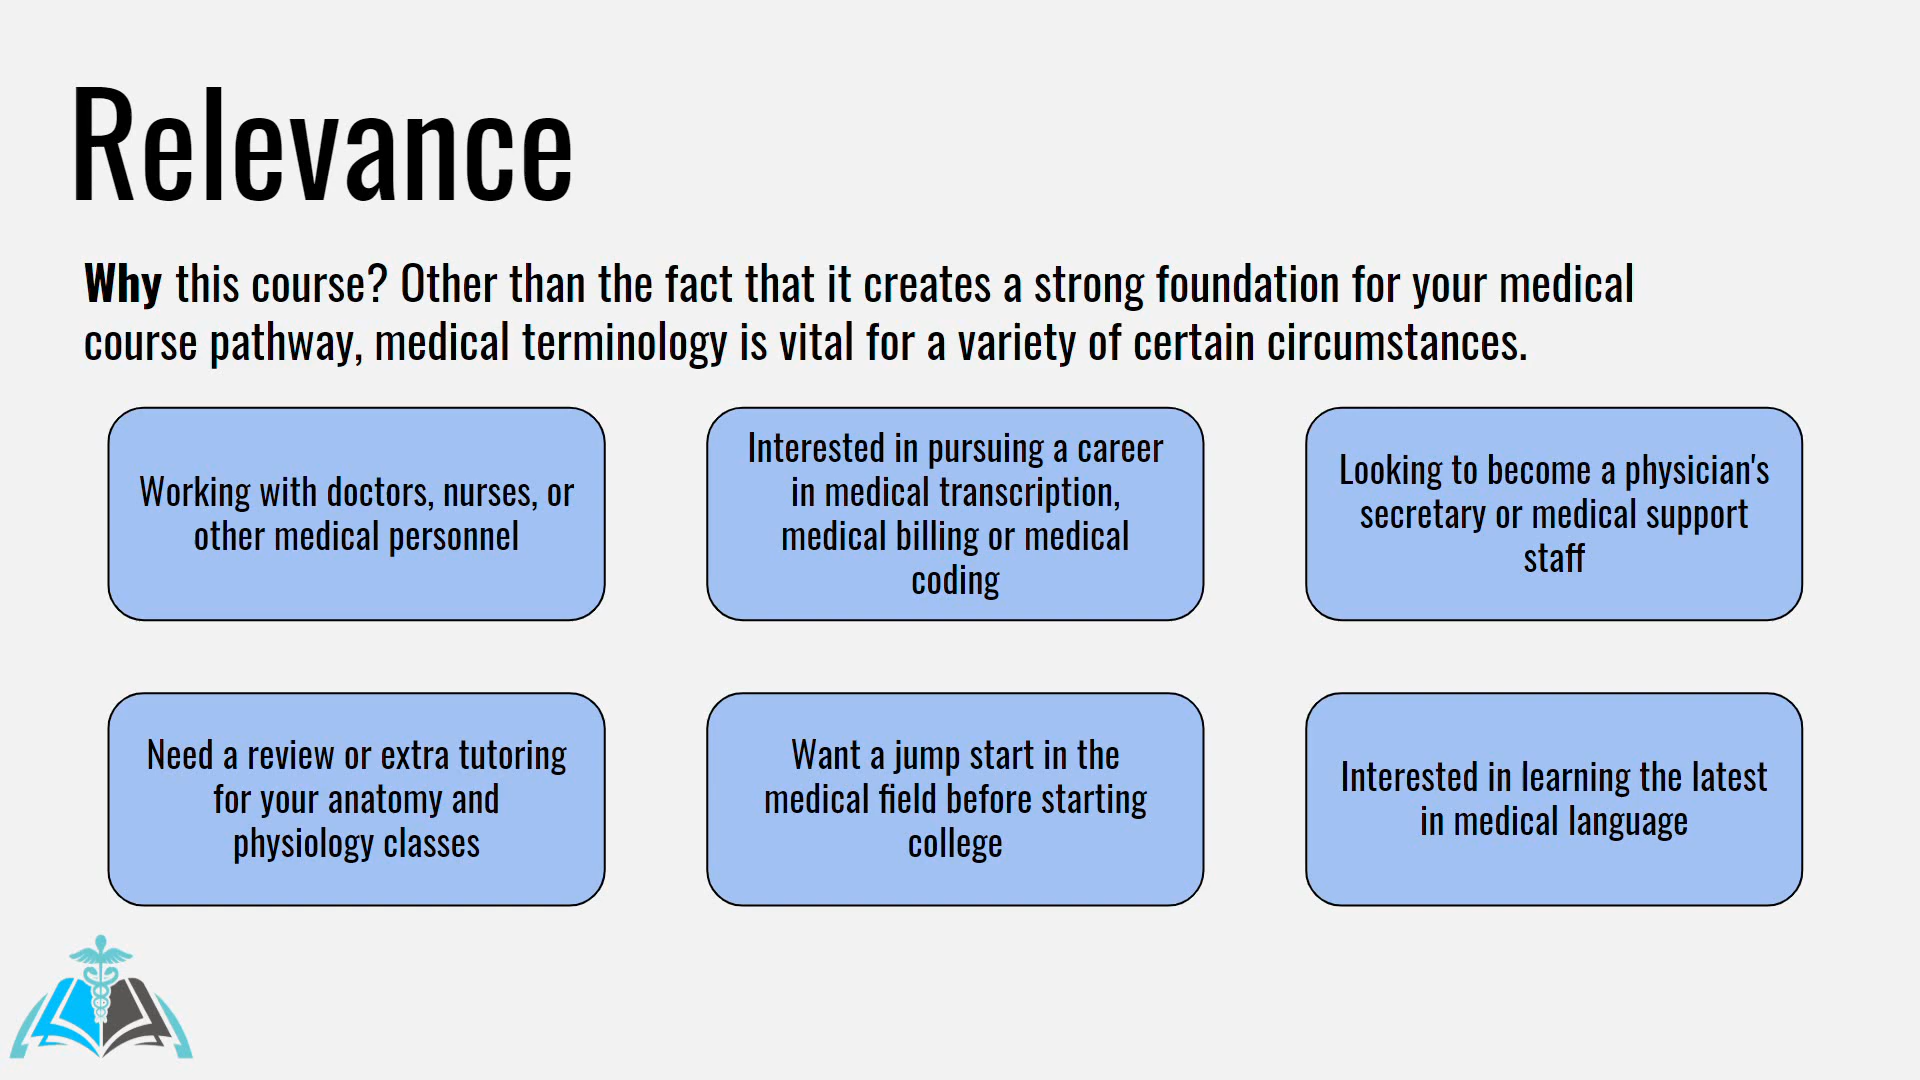 Relevance
Why this course? Other than the fact that it creates a strong foundation for your medical
course pathway, medical terminology is vital for a variety of certain circumstances.
Working with doctors, nurses, or
other medical personnel
Interested in pursuing a career
in medical transcription,
medical billing or medical
coding
Looking to become a physician's
secretary or medical support
staff
Need a review or extra tutoring
for your anatomy and
physiology classes
Want a jump start in the
medical field before starting
college
Interested in learning the latest
in medical language